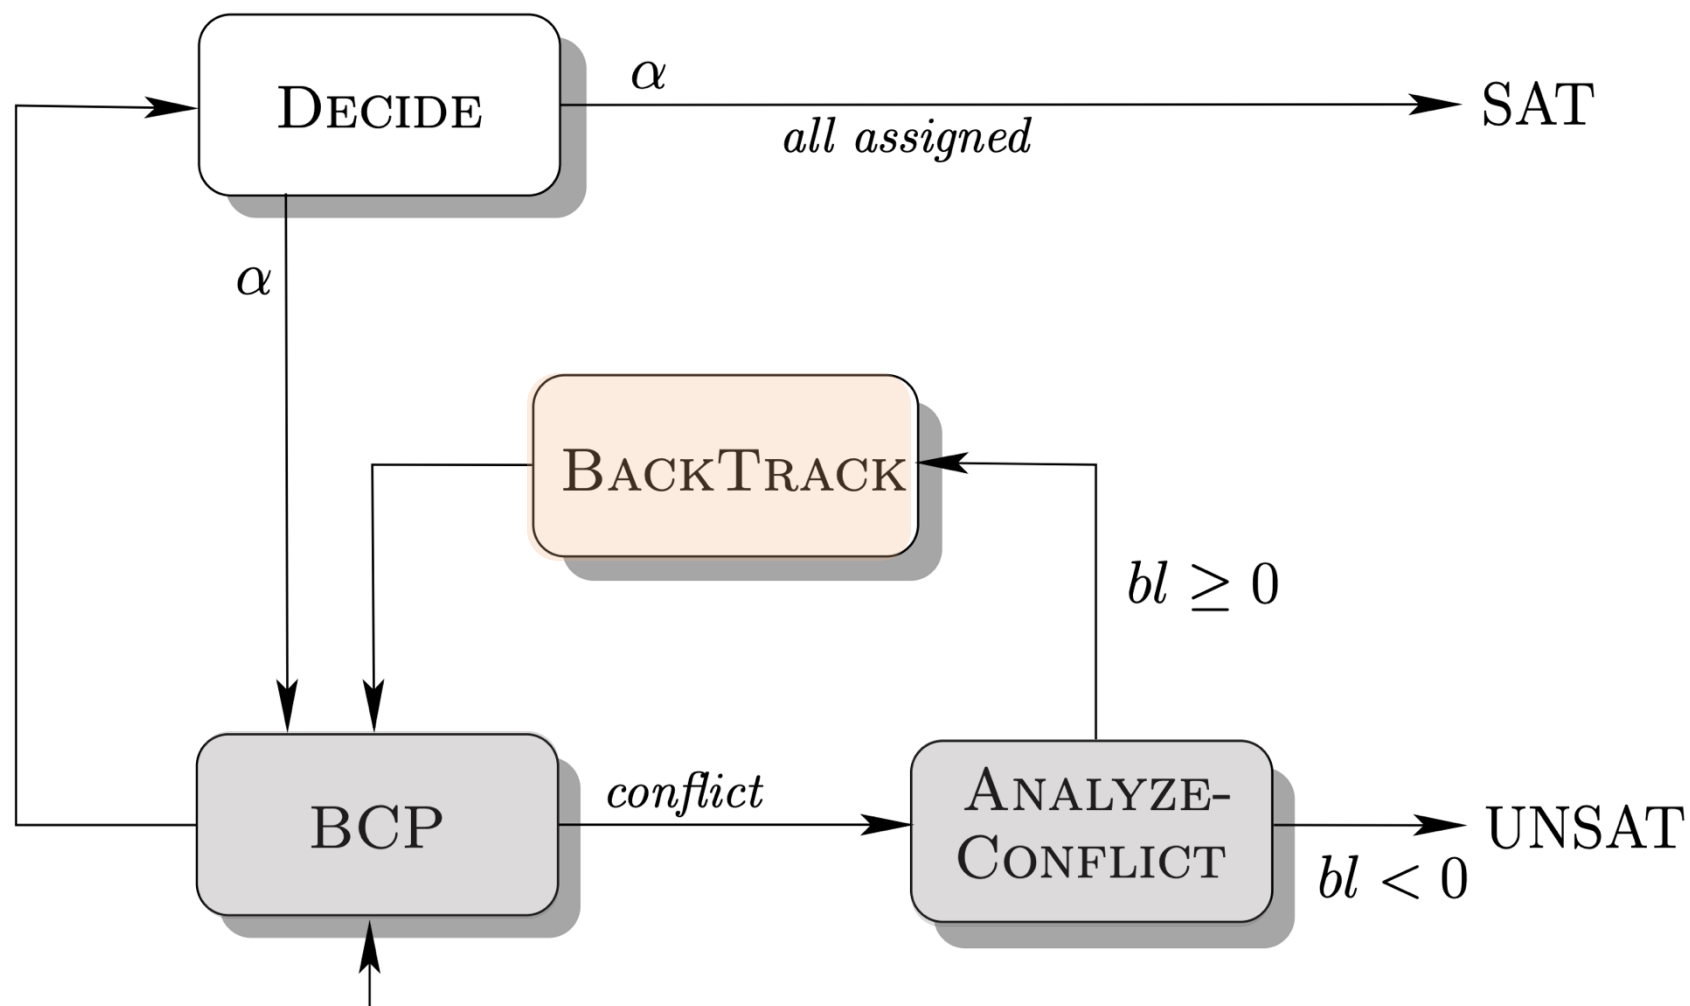 α
DECIDE
SAT
all assigned
α
BACKTRACK
bl ≥ 0
conflict
ANALYZE-
CONFLICT
BCP
UNSAT
bl < 0